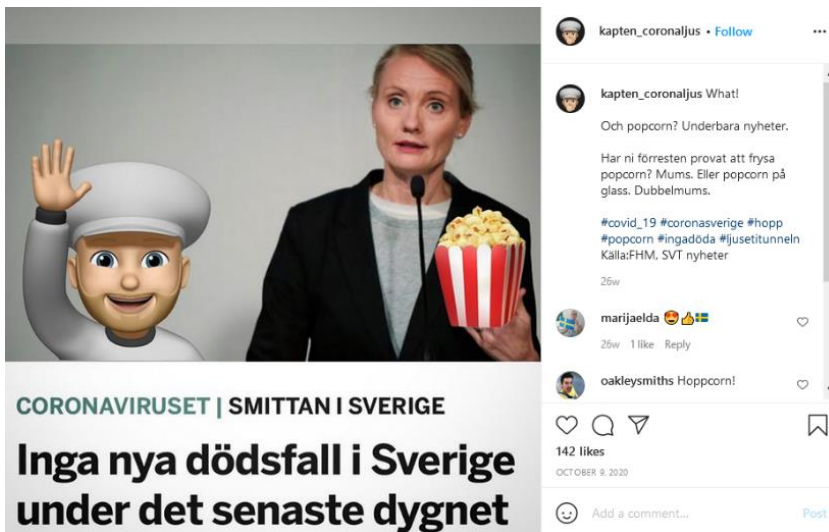 CORONAVIRUSET | SMITTAN I SVERIGE
Inga nya dödsfall i Sverige
under det senaste dygnet
kapten_coronaljus • Follow
kapten_coronaljus What!
Och popcorn? Underbara nyheter.
Har ni förresten provat att frysa
popcorn? Mums. Eller popcorn på
glass. Dubbelmums.
#covid_19 #coronasverige #hopp
#popcorn #ingadöda #ljusetitunneln
Källa:FHM, SVT nyheter
26w
marijaelda 😍👍🇸🇪
26w 1 like Reply
oakleysmiths Hoppcorn!
142 likes
OCTOBER 9, 2020
Add a comment...
Post